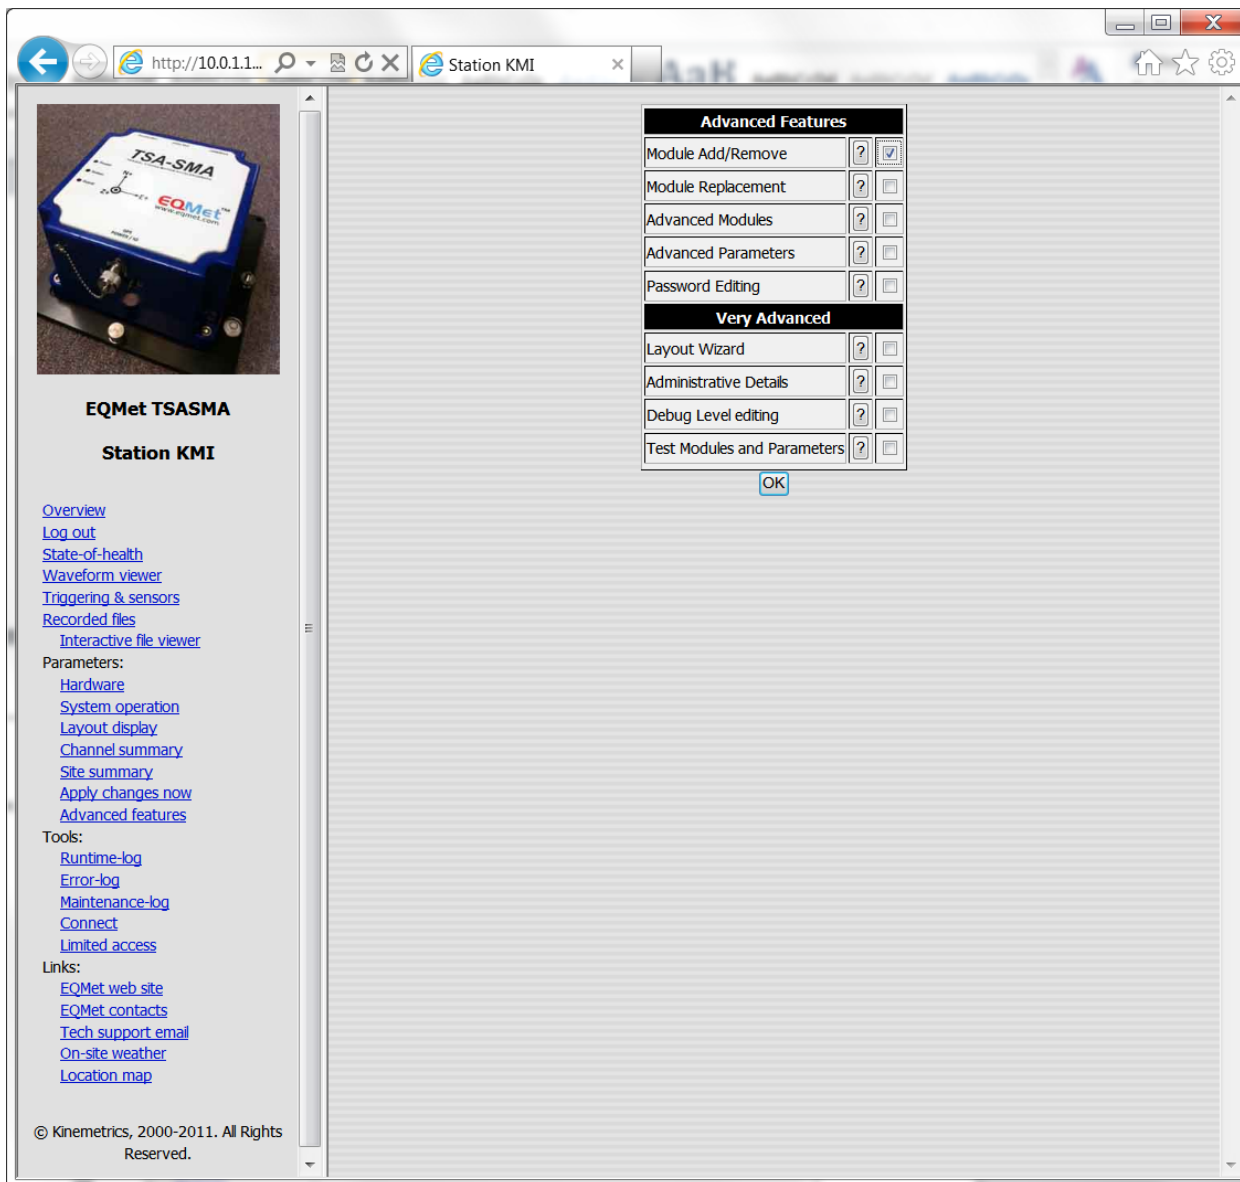 http://10.0.1.1...
Station KMI
TSA-SMA
N+
Z+
E+
EQMet
www.eqmet.com
EQMet TSASMA
Station KMI
Overview
Log out
State-of-health
Waveform viewer
Triggering & sensors
Recorded files
Interactive file viewer
Parameters:
Hardware
System operation
Layout display
Channel summary
Site summary
Apply changes now
Advanced features
Tools:
Runtime-log
Error-log
Maintenance-log
Connect
Limited access
Links:
EQMet web site
EQMet contacts
Tech support email
On-site weather
Location map
© Kinemetrics, 2000-2011. All Rights
Reserved.
Advanced Features
Module Add/Remove ?
Module Replacement ?
Advanced Modules ?
Advanced Parameters ?
Password Editing ?
Very Advanced
Layout Wizard ?
Administrative Details ?
Debug Level editing ?
Test Modules and Parameters ?
OK